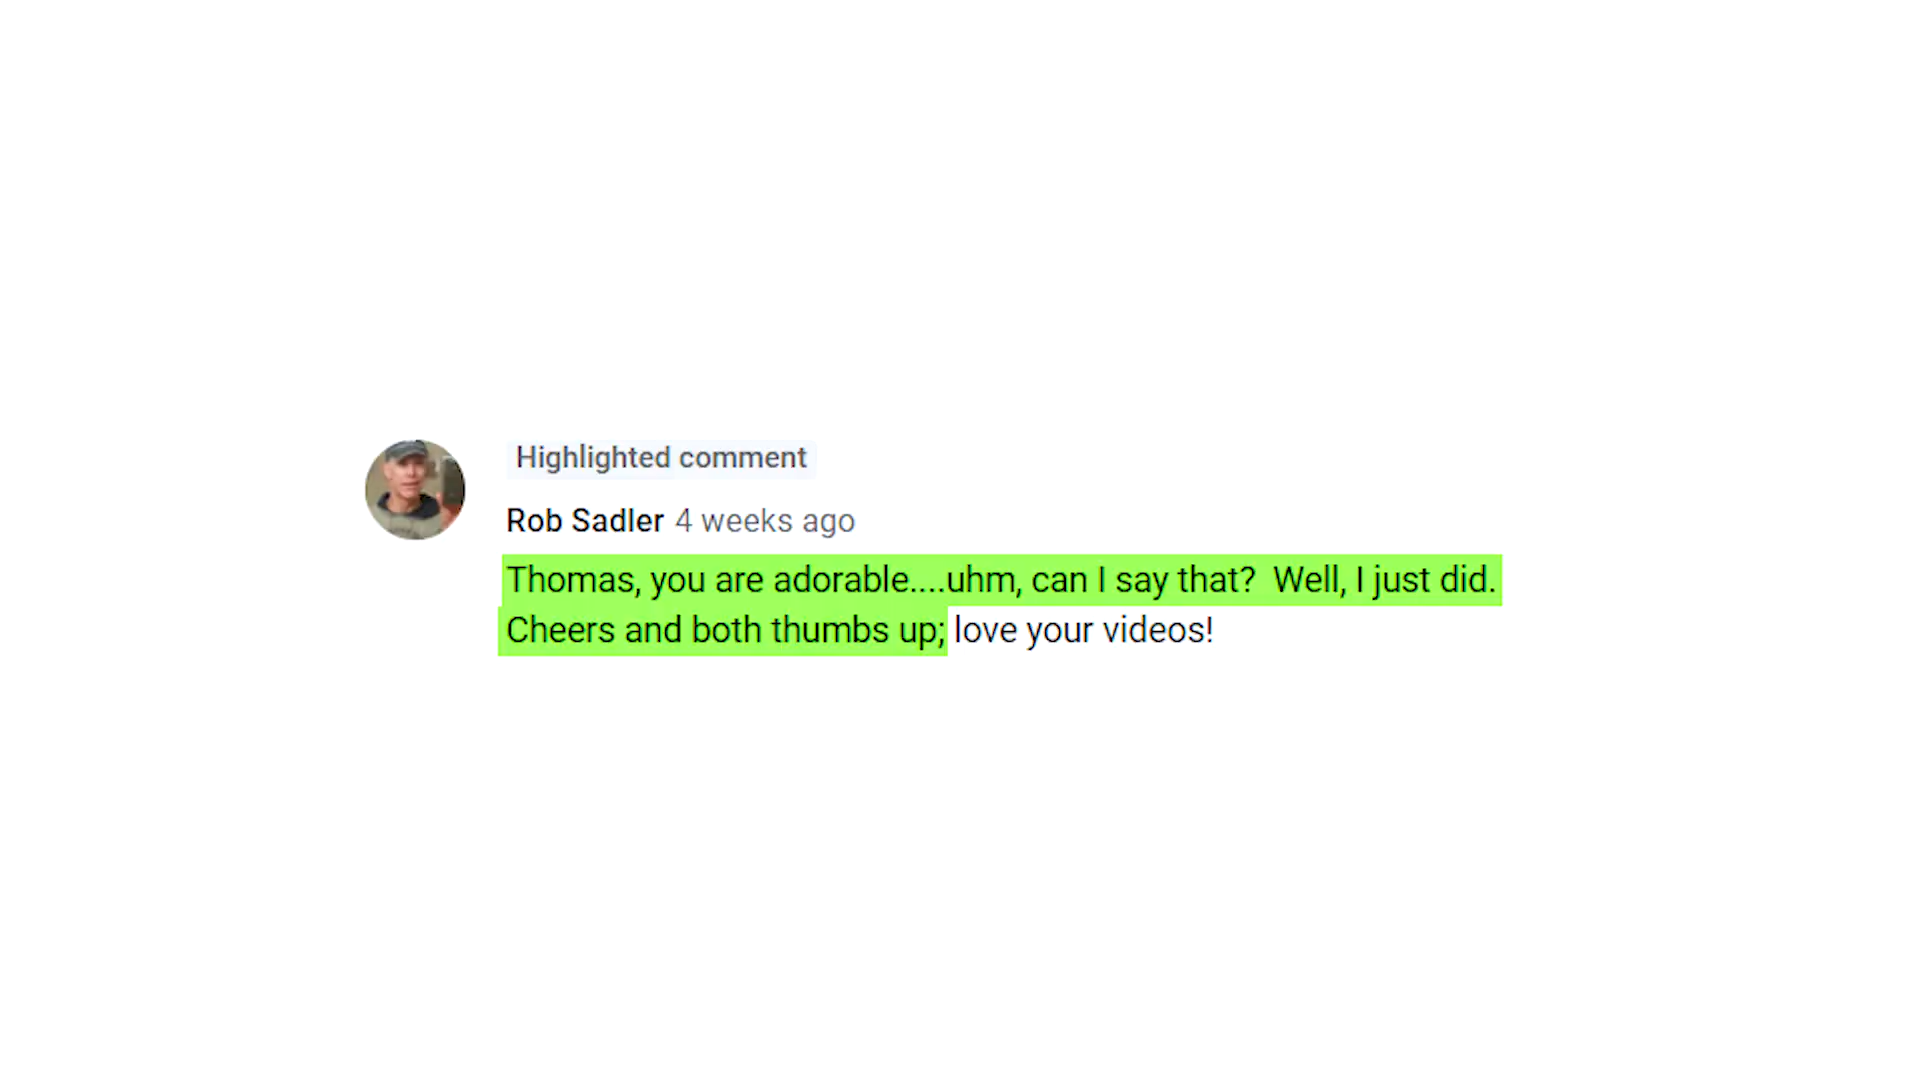 Highlighted comment
Rob Sadler 4 weeks ago
Thomas, you are adorable....uhm, can I say that?  Well, I just did.
Cheers and both thumbs up; love your videos!